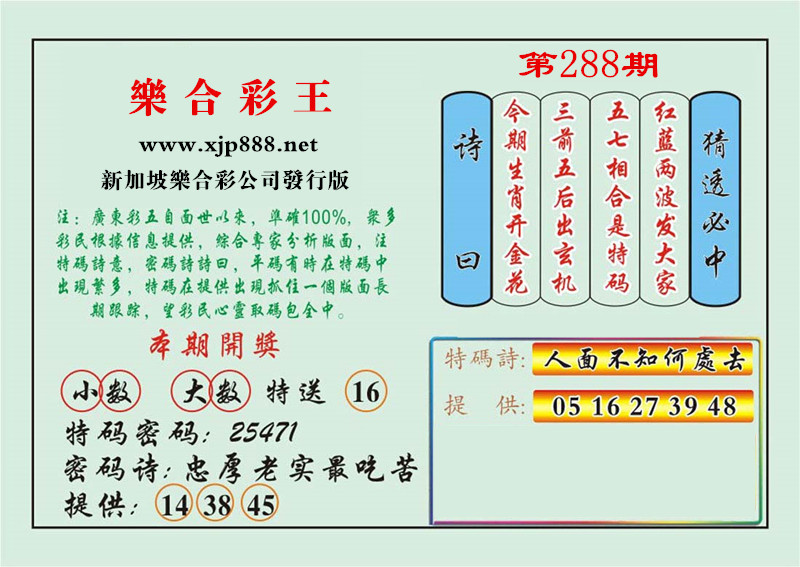 樂合彩王
www.xjp888.net
新加坡樂合彩公司發行版
注：廣東彩五自面世以來，準確100%，衆多
彩民根據信息提供，綜合專家分析版面，注
特碼詩意，密碼詩詩曰，平碼有時在特碼中
出現繁多，特碼在提供出現抓住一個版面長
期跟踪，望彩民心靈取碼包全中。
本期開獎
小数 大数 特送 16
特码密码：25471
密码诗：忠厚老实最吃苦
提供：14 38 45
第288期
诗曰
今期生肖开金花
三前五后出玄机
五七相合是特码
红蓝两波发大家
猜透必中
特碼詩：人面不知何處去
提供：05 16 27 39 48